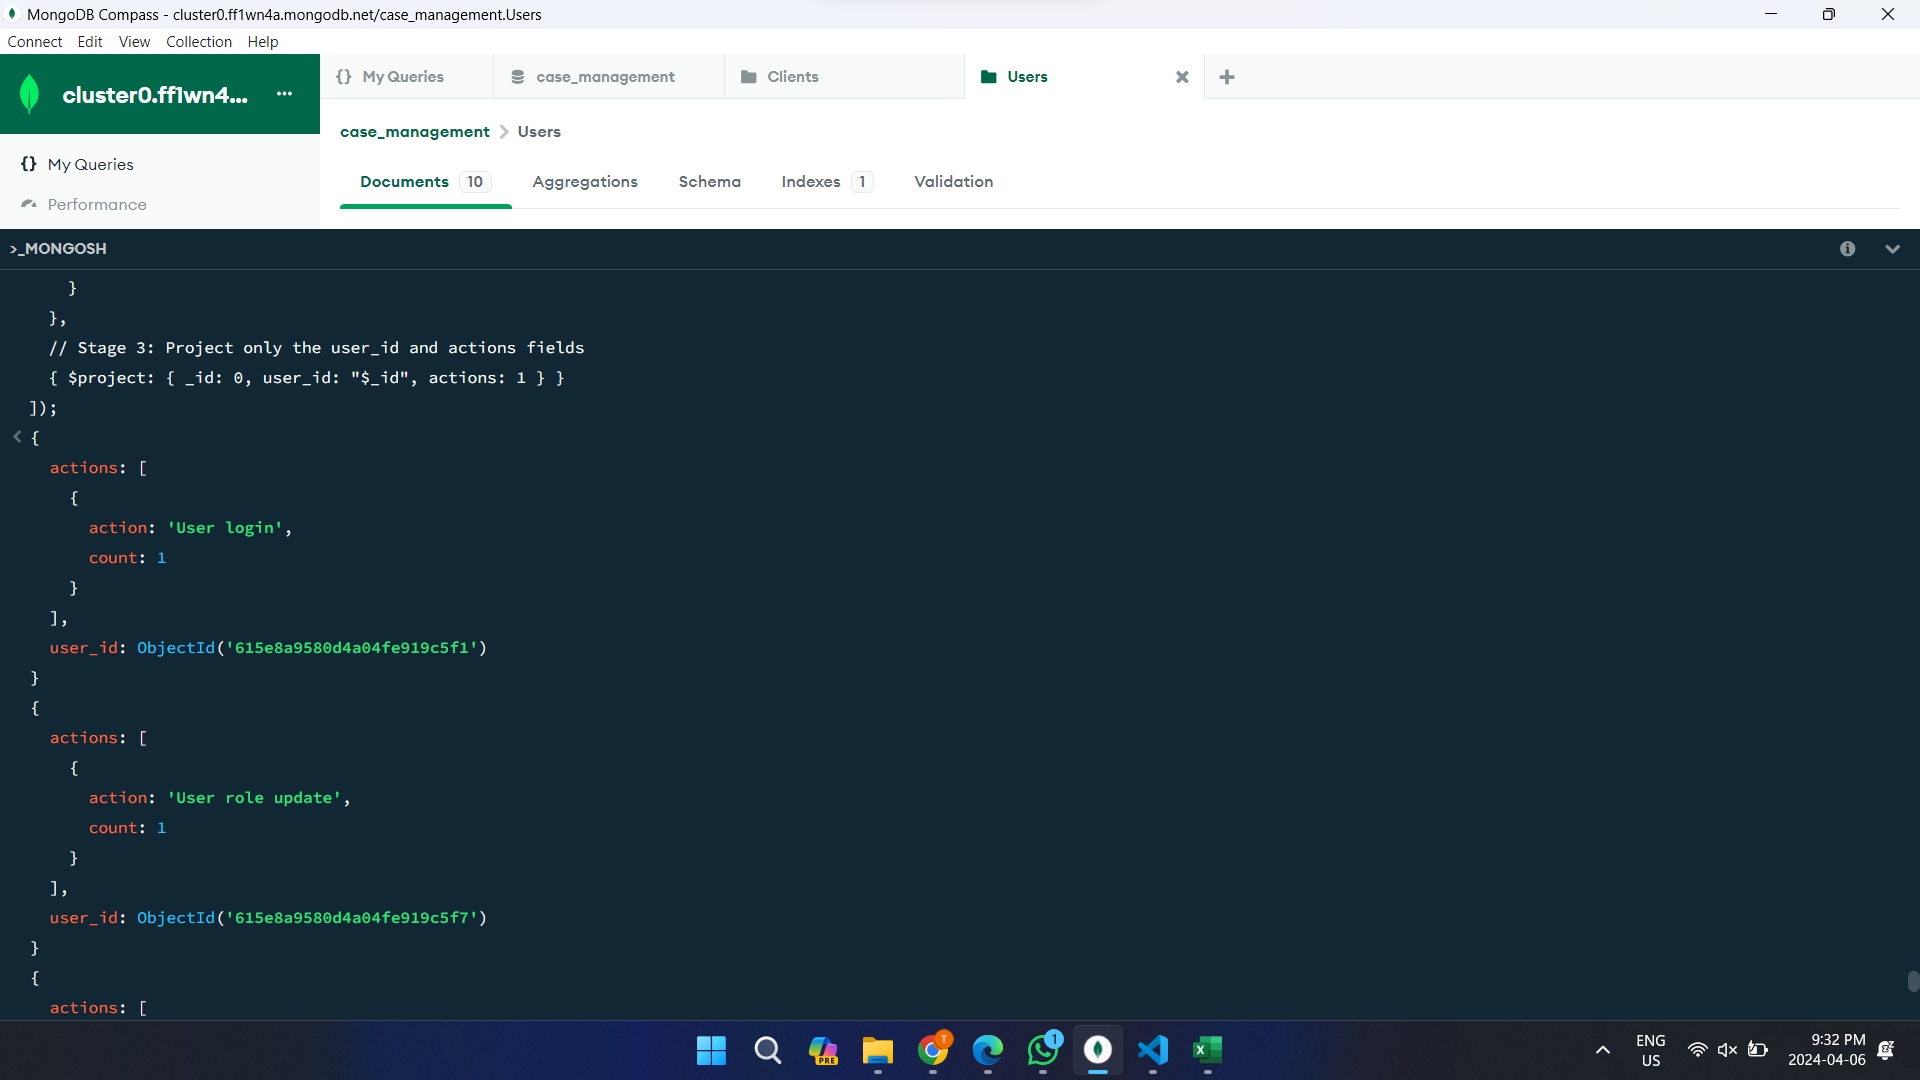 MongoDB Compass - cluster0.ff1wn4a.mongodb.net/case_management.Users
Connect Edit View Collection Help
cluster0.ff1wn4... ...
{} My Queries
Performance
{} My Queries
case_management
Clients
Users
case_management > Users
Documents 10
Aggregations
Schema
Indexes 1
Validation
>_MONGOSH
}
},
// Stage 3: Project only the user_id and actions fields
{ $project: { _id: 0, user_id: "$_id", actions: 1 } }
]);
< {
actions: [
{
action: 'User login',
count: 1
}
],
user_id: ObjectId('615e8a9580d4a04fe919c5f1')
}
{
actions: [
{
action: 'User role update',
count: 1
}
],
user_id: ObjectId('615e8a9580d4a04fe919c5f7')
}
{
actions: [
PRE
T
1
X
ENG
US
9:32 PM
2024-04-06